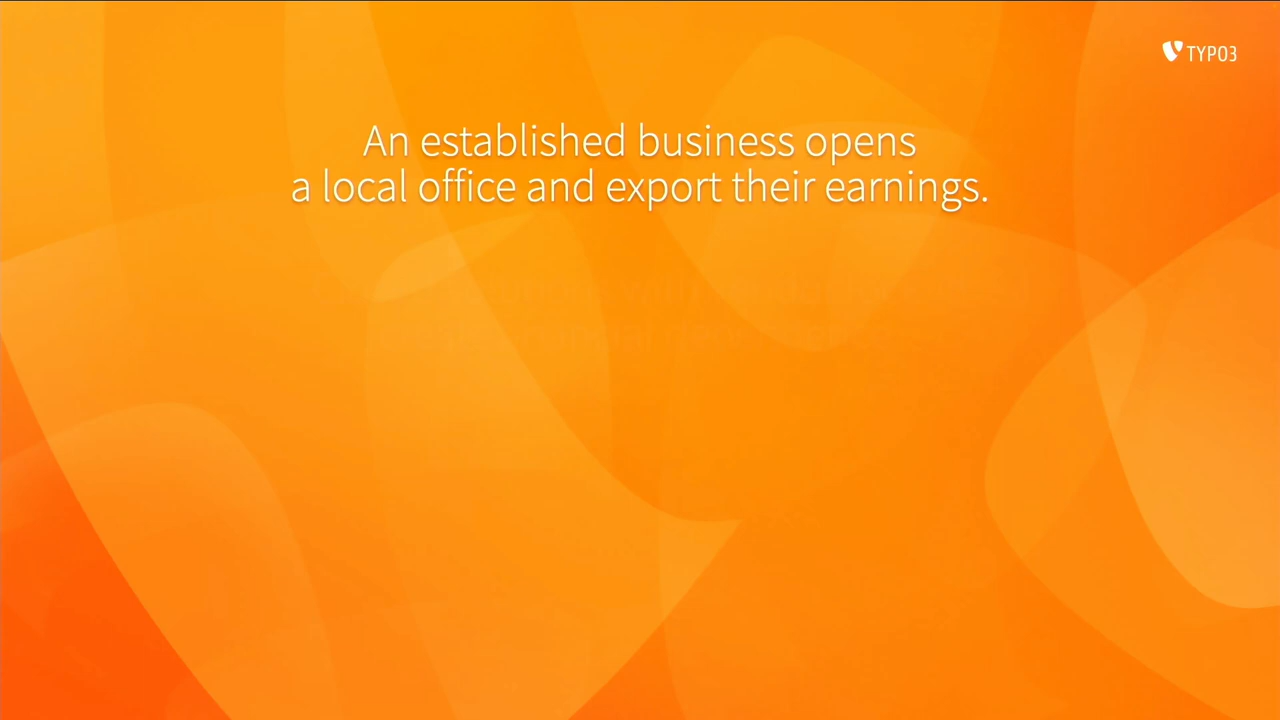 TYPO3
An established business opens
a local office and export their earnings.